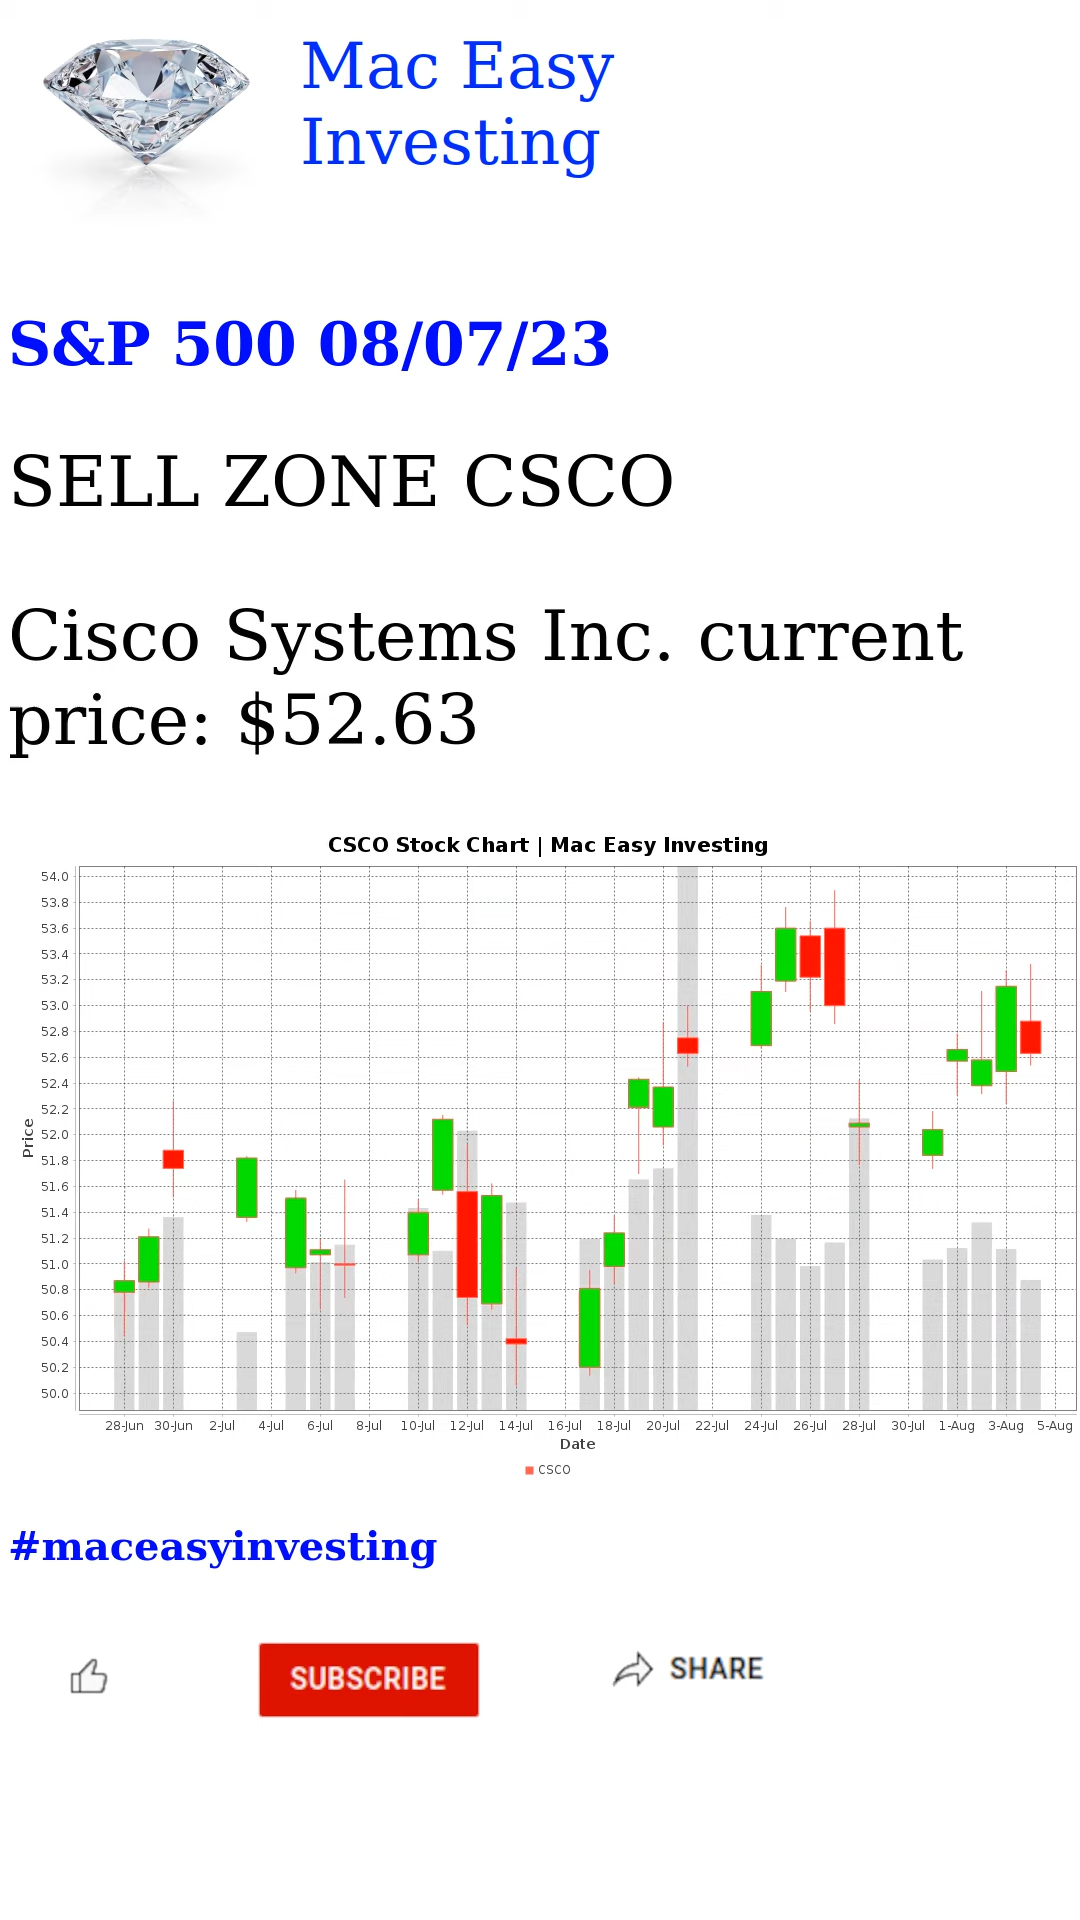 Mac Easy
Investing
S&P 500 08/07/23
SELL ZONE CSCO
Cisco Systems Inc. current
price: $52.63
CSCO Stock Chart | Mac Easy Investing
Price
54.0
53.8
53.6
53.4
53.2
53.0
52.8
52.6
52.4
52.2
52.0
51.8
51.6
51.4
51.2
51.0
50.8
50.6
50.4
50.2
50.0
28-Jun 30-Jun 2-Jul 4-Jul 6-Jul 8-Jul 10-Jul 12-Jul 14-Jul 16-Jul 18-Jul 20-Jul 22-Jul 24-Jul 26-Jul 28-Jul 30-Jul 1-Aug 3-Aug 5-Aug
Date
CSCO
#maceasyinvesting
SUBSCRIBE SHARE